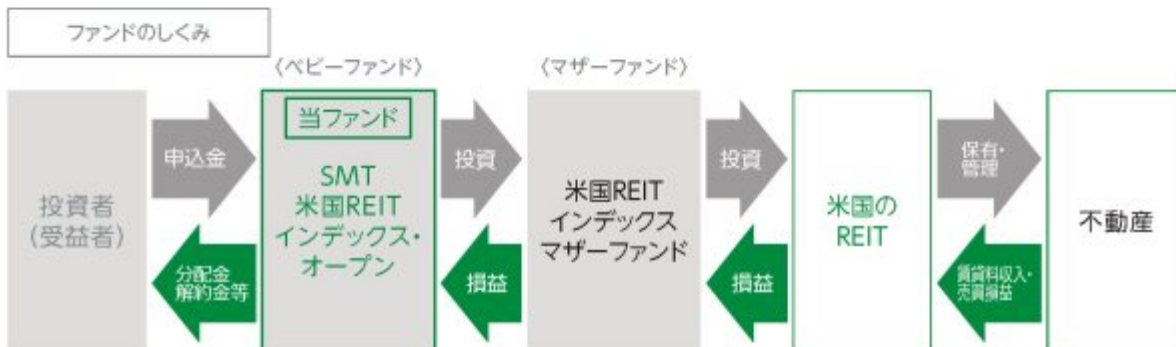 ファンドのしくみ
〈ベビーファンド〉
〈マザーファンド〉
投資者
(受益者)
申込金
分配金
解約金等
当ファンド
SMT
米国REIT
インデックス・
オープン
投資
損益
米国REIT
インデックス
マザーファンド
投資
損益
米国の
REIT
保有・
管理
賃貸料収入・
売買損益
不動産